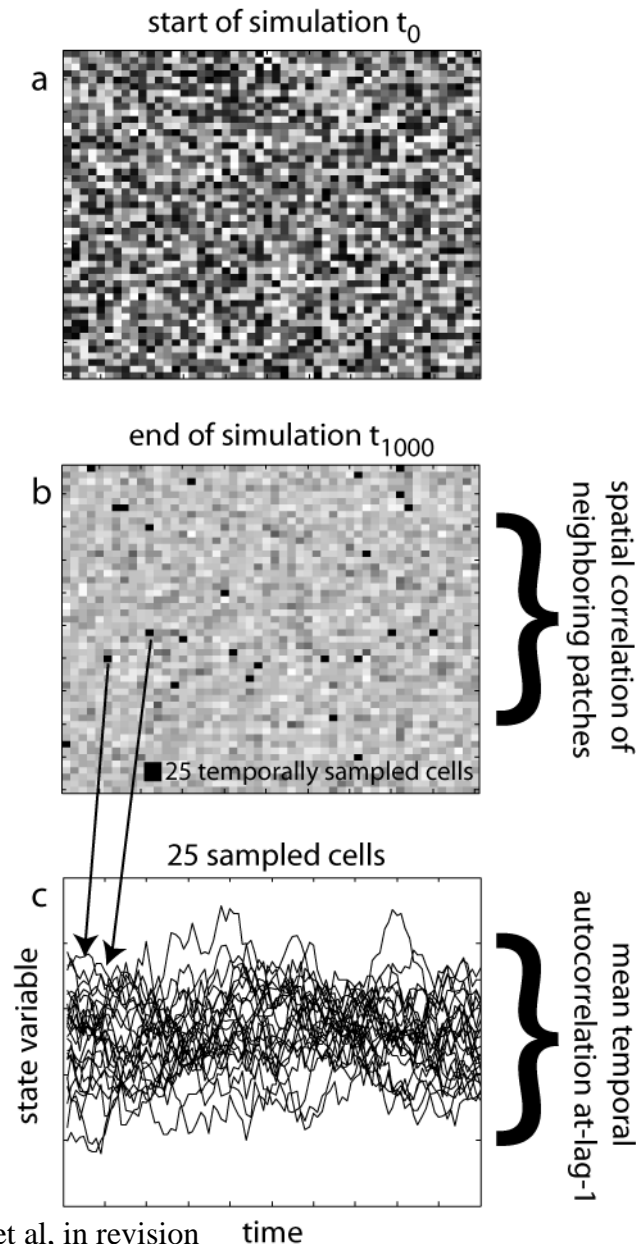 start of simulation t0
a
end of simulation t1000
b
spatial correlation of
neighboring patches
25 temporally sampled cells
25 sampled cells
c
state variable
mean temporal
autocorrelation at-lag-1
et al, in revision
time